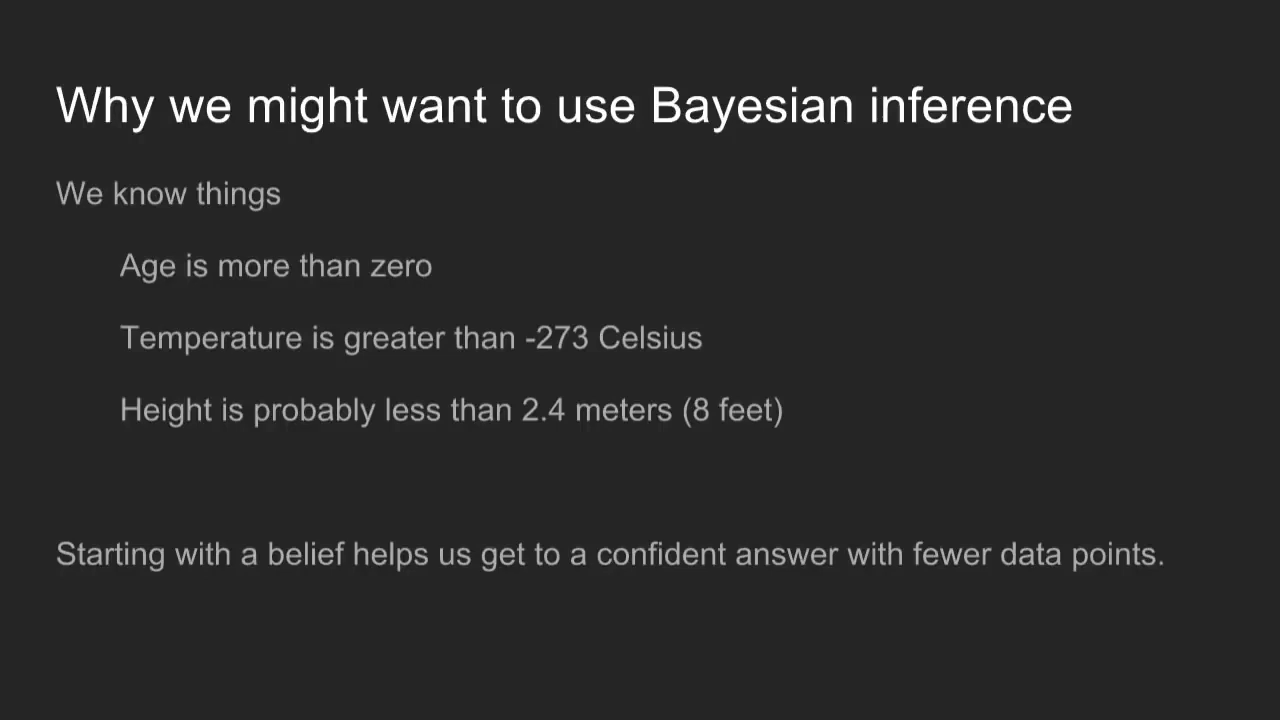 Why we might want to use Bayesian inference
We know things
Age is more than zero
Temperature is greater than -273 Celsius
Height is probably less than 2.4 meters (8 feet)
Starting with a belief helps us get to a confident answer with fewer data points.